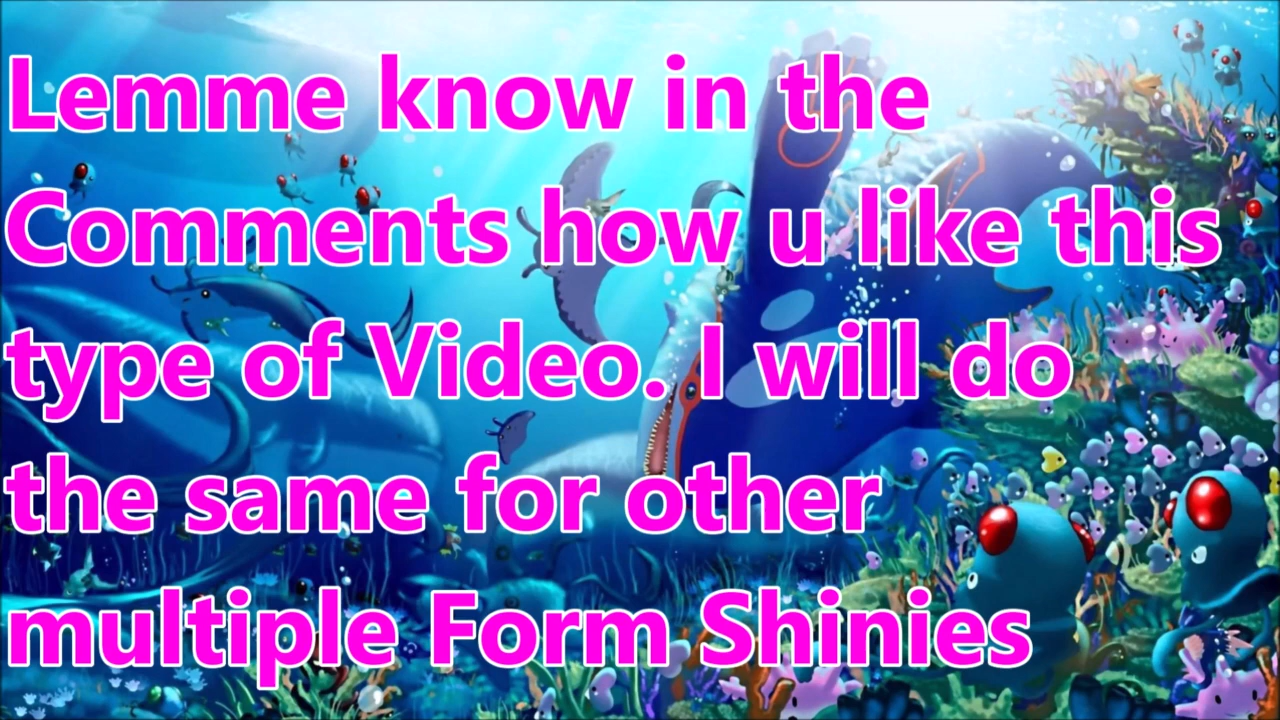 Lemme know in the
Comments how u like this
type of Video. I will do
the same for other
multiple Form Shinies